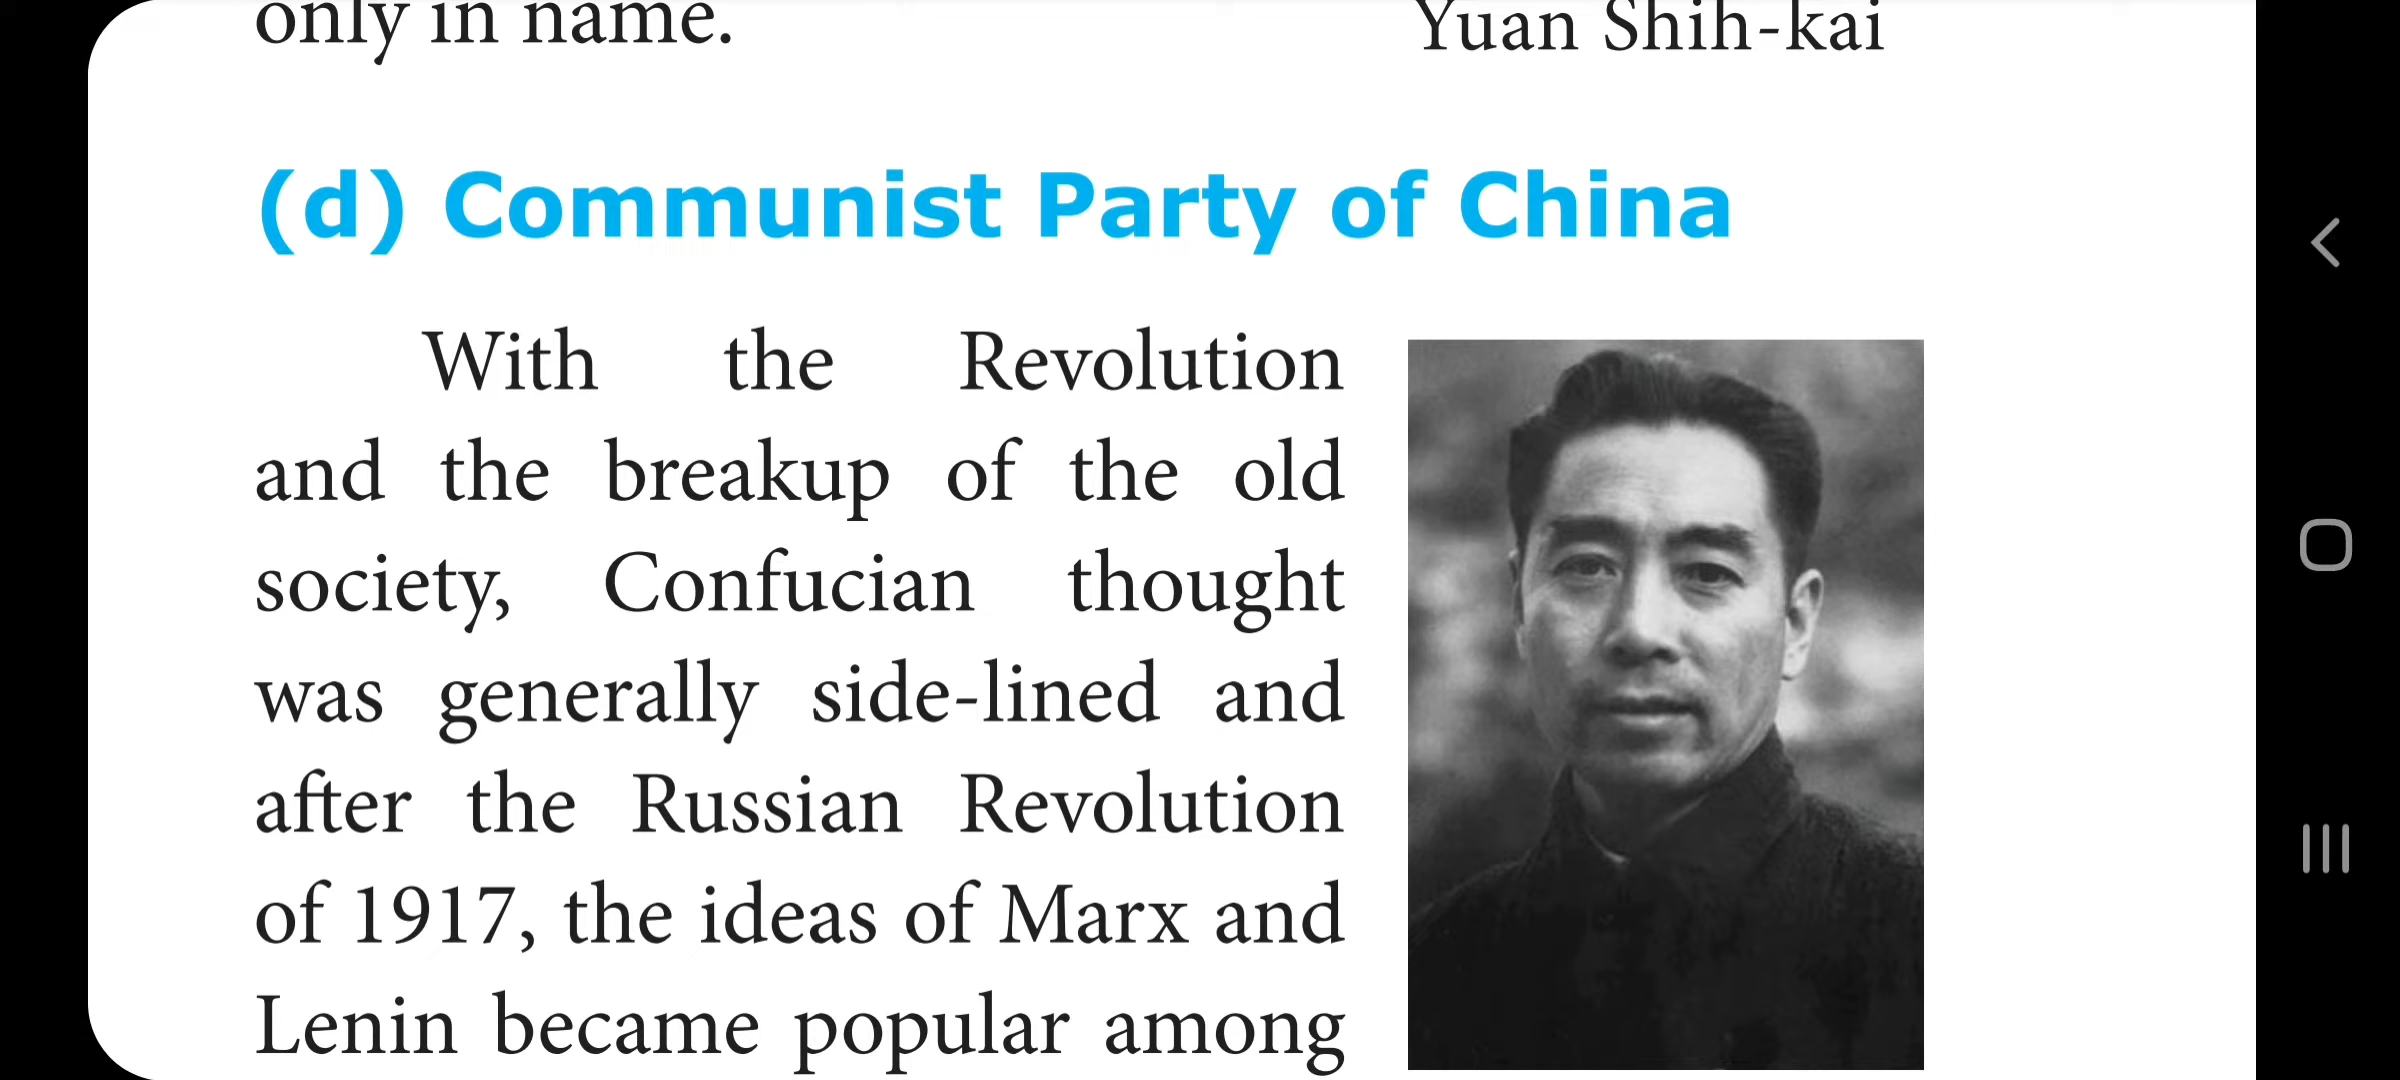 only in name.
Yuan Shih-kai
(d) Communist Party of China
With the Revolution
and the breakup of the old
society, Confucian thought
was generally side-lined and
after the Russian Revolution
of 1917, the ideas of Marx and
Lenin became popular among